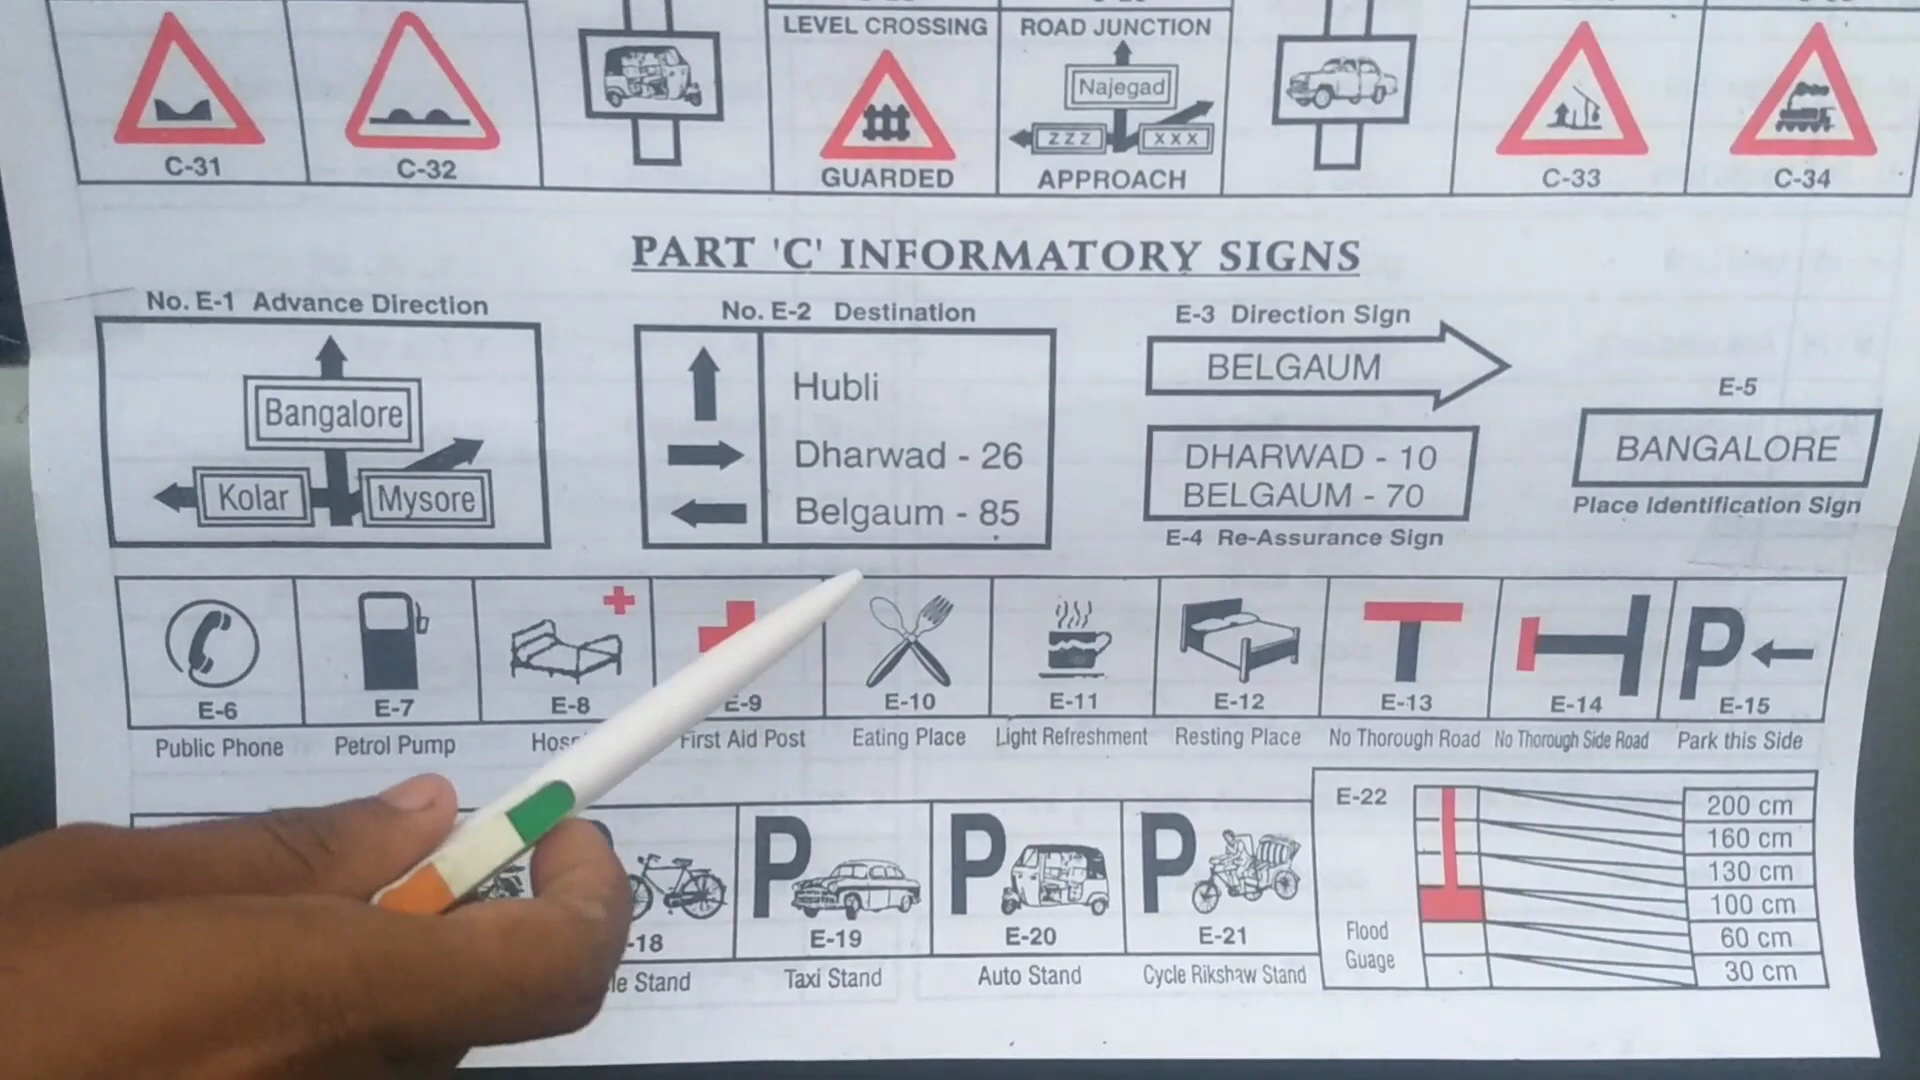 LEVEL CROSSING
ROAD JUNCTION
Najegad
ZZZ
XXX
C-31
C-32
GUARDED
APPROACH
C-33
C-34
PART 'C' INFORMATORY SIGNS
No. E-1 Advance Direction
Bangalore
Kolar
Mysore
No. E-2 Destination
Hubli
Dharwad - 26
Belgaum - 85
E-3 Direction Sign
BELGAUM
DHARWAD - 10
BELGAUM - 70
E-4 Re-Assurance Sign
E-5
BANGALORE
Place Identification Sign
E-6
E-7
E-8
E-9
E-10
E-11
E-12
E-13
E-14
P
E-15
Public Phone
Petrol Pump
First Aid Post
Eating Place
Light Refreshment
Resting Place
No Thorough Road
No Thorough Side Road
Park this Side
-18
P
E-19
P
E-20
P
E-21
Stand
Taxi Stand
Auto Stand
Cycle Rikshaw Stand
E-22
Flood
Guage
200 cm
160 cm
130 cm
100 cm
60 cm
30 cm